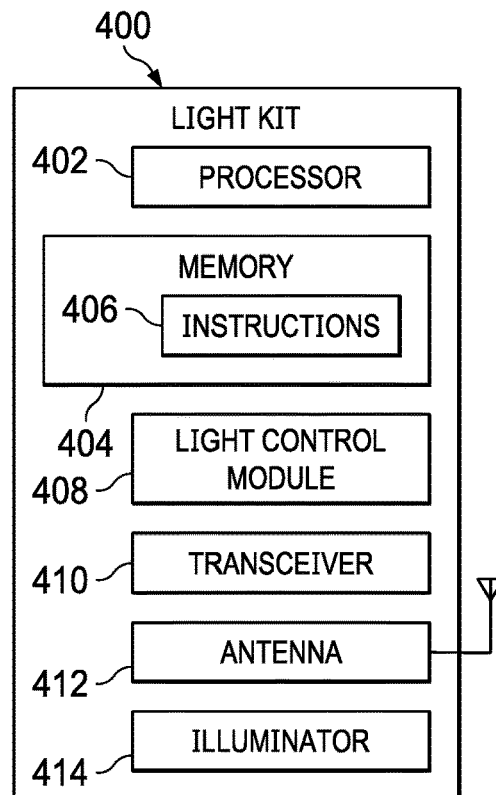 400
LIGHT KIT
402
PROCESSOR
MEMORY
406
INSTRUCTIONS
404
LIGHT CONTROL
MODULE
408
TRANSCEIVER
410
ANTENNA
412
ILLUMINATOR
414